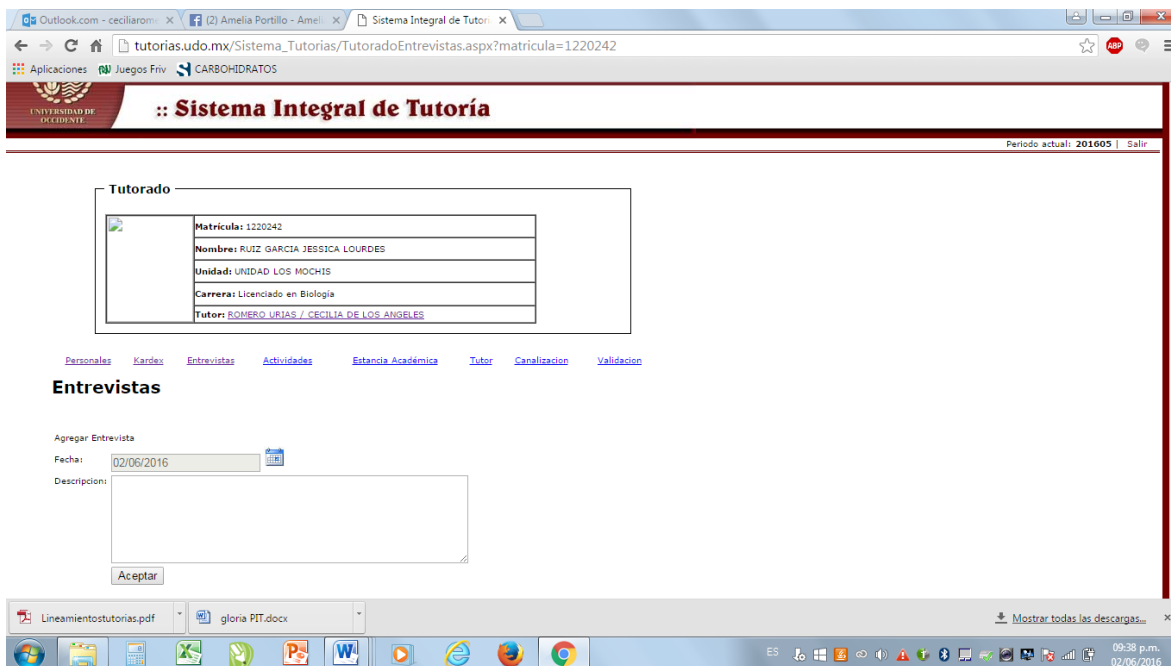 Outlook.com - ceciliarome
(2) Amelia Portillo - Ameli
Sistema Integral de Tutori
tutorias.udo.mx/Sistema_Tutorias/TutoradoEntrevistas.aspx?matricula=1220242
ABP
Aplicaciones Juegos Friv CARBOHIDRATOS
UNIVERSIDAD DE
OCCIDENTE
:: Sistema Integral de Tutoría
Periodo actual: 201605 | Salir
Tutorado
Matrícula: 1220242
Nombre: RUIZ GARCIA JESSICA LOURDES
Unidad: UNIDAD LOS MOCHIS
Carrera: Licenciado en Biología
Tutor: ROMERO URIAS / CECILIA DE LOS ANGELES
Personales Kardex Entrevistas Actividades Estancia Académica Tutor Canalizacion Validacion
Entrevistas
Agregar Entrevista
Fecha: 02/06/2016
Descripcion:
Aceptar
Lineamientostutorias.pdf gloria PIT.docx Mostrar todas las descargas...
ES 09:38 p.m.
02/06/2016